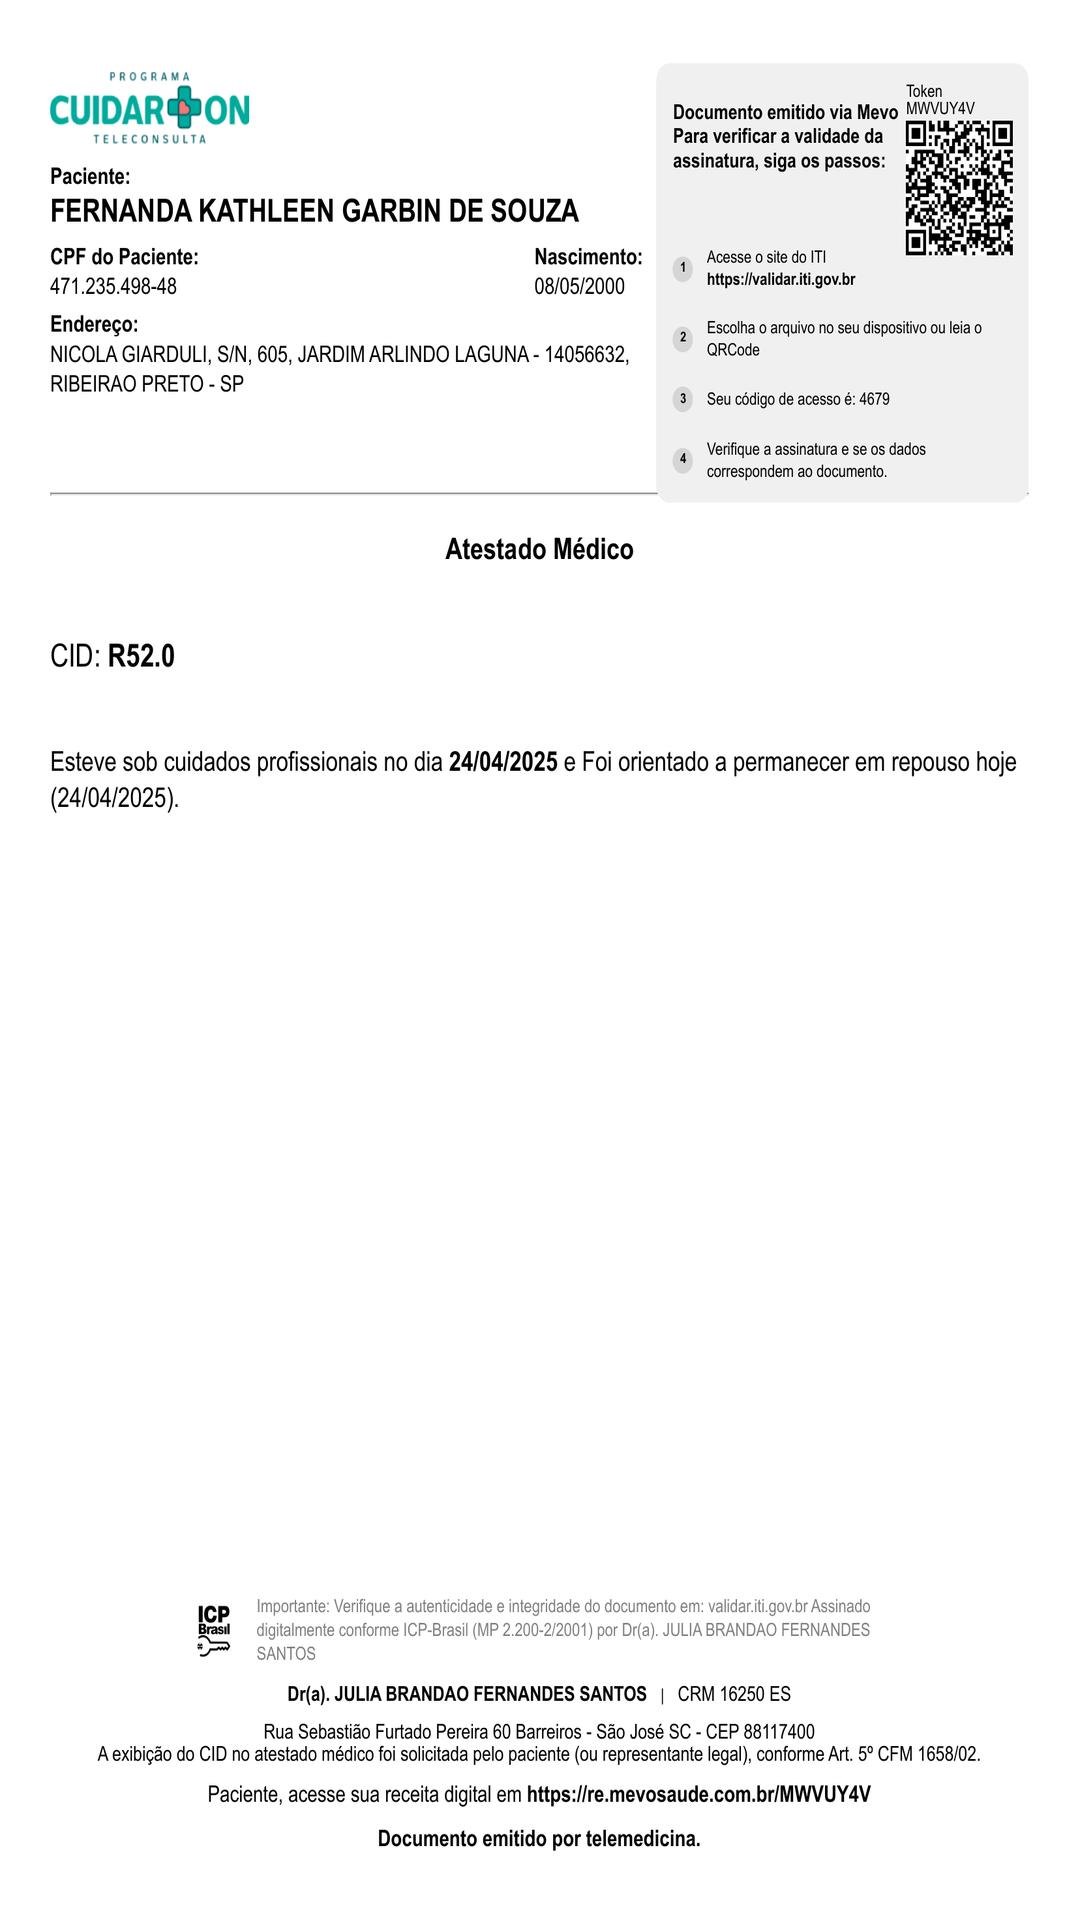 PROGRAMA
CUIDAR ON
TELECONSULTA
Paciente:
FERNANDA KATHLEEN GARBIN DE SOUZA
CPF do Paciente:
471.235.498-48
Nascimento:
08/05/2000
Endereço:
NICOLA GIARDULI, S/N, 605, JARDIM ARLINDO LAGUNA - 14056632,
RIBEIRAO PRETO - SP
Documento emitido via Mevo
Para verificar a validade da
assinatura, siga os passos:
Token
MWVUY4V
1
Acesse o site do ITI
https://validar.iti.gov.br
2
Escolha o arquivo no seu dispositivo ou leia o
QRCode
3
Seu código de acesso é: 4679
4
Verifique a assinatura e se os dados
correspondem ao documento.
Atestado Médico
CID: R52.0
Esteve sob cuidados profissionais no dia 24/04/2025 e Foi orientado a permanecer em repouso hoje
(24/04/2025).
ICP
Brasil
Importante: Verifique a autenticidade e integridade do documento em: validar.iti.gov.br Assinado
digitalmente conforme ICP-Brasil (MP 2.200-2/2001) por Dr(a). JULIA BRANDAO FERNANDES
SANTOS
Dr(a). JULIA BRANDAO FERNANDES SANTOS | CRM 16250 ES
Rua Sebastião Furtado Pereira 60 Barreiros - São José SC - CEP 88117400
A exibição do CID no atestado médico foi solicitada pelo paciente (ou representante legal), conforme Art. 5º CFM 1658/02.
Paciente, acesse sua receita digital em https://re.mevosaude.com.br/MWVUY4V
Documento emitido por telemedicina.